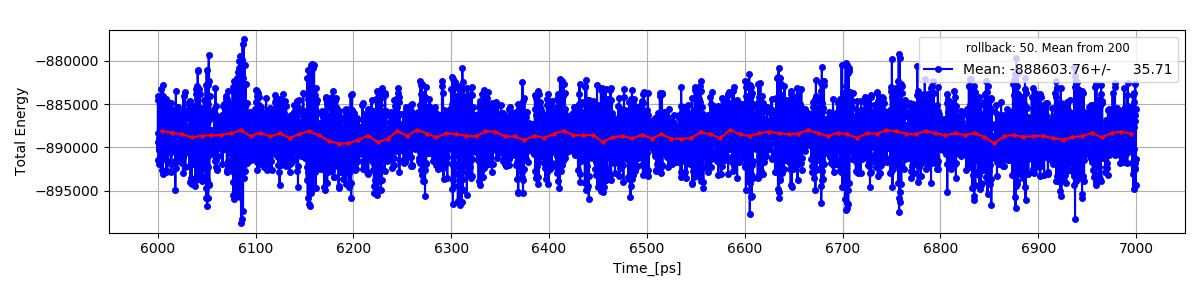 rollback: 50. Mean from 200
Mean: -888603.76+/-     35.71
Total Energy
−880000
−885000
−890000
−895000
6000 6100 6200 6300 6400 6500 6600 6700 6800 6900 7000
Time_[ps]